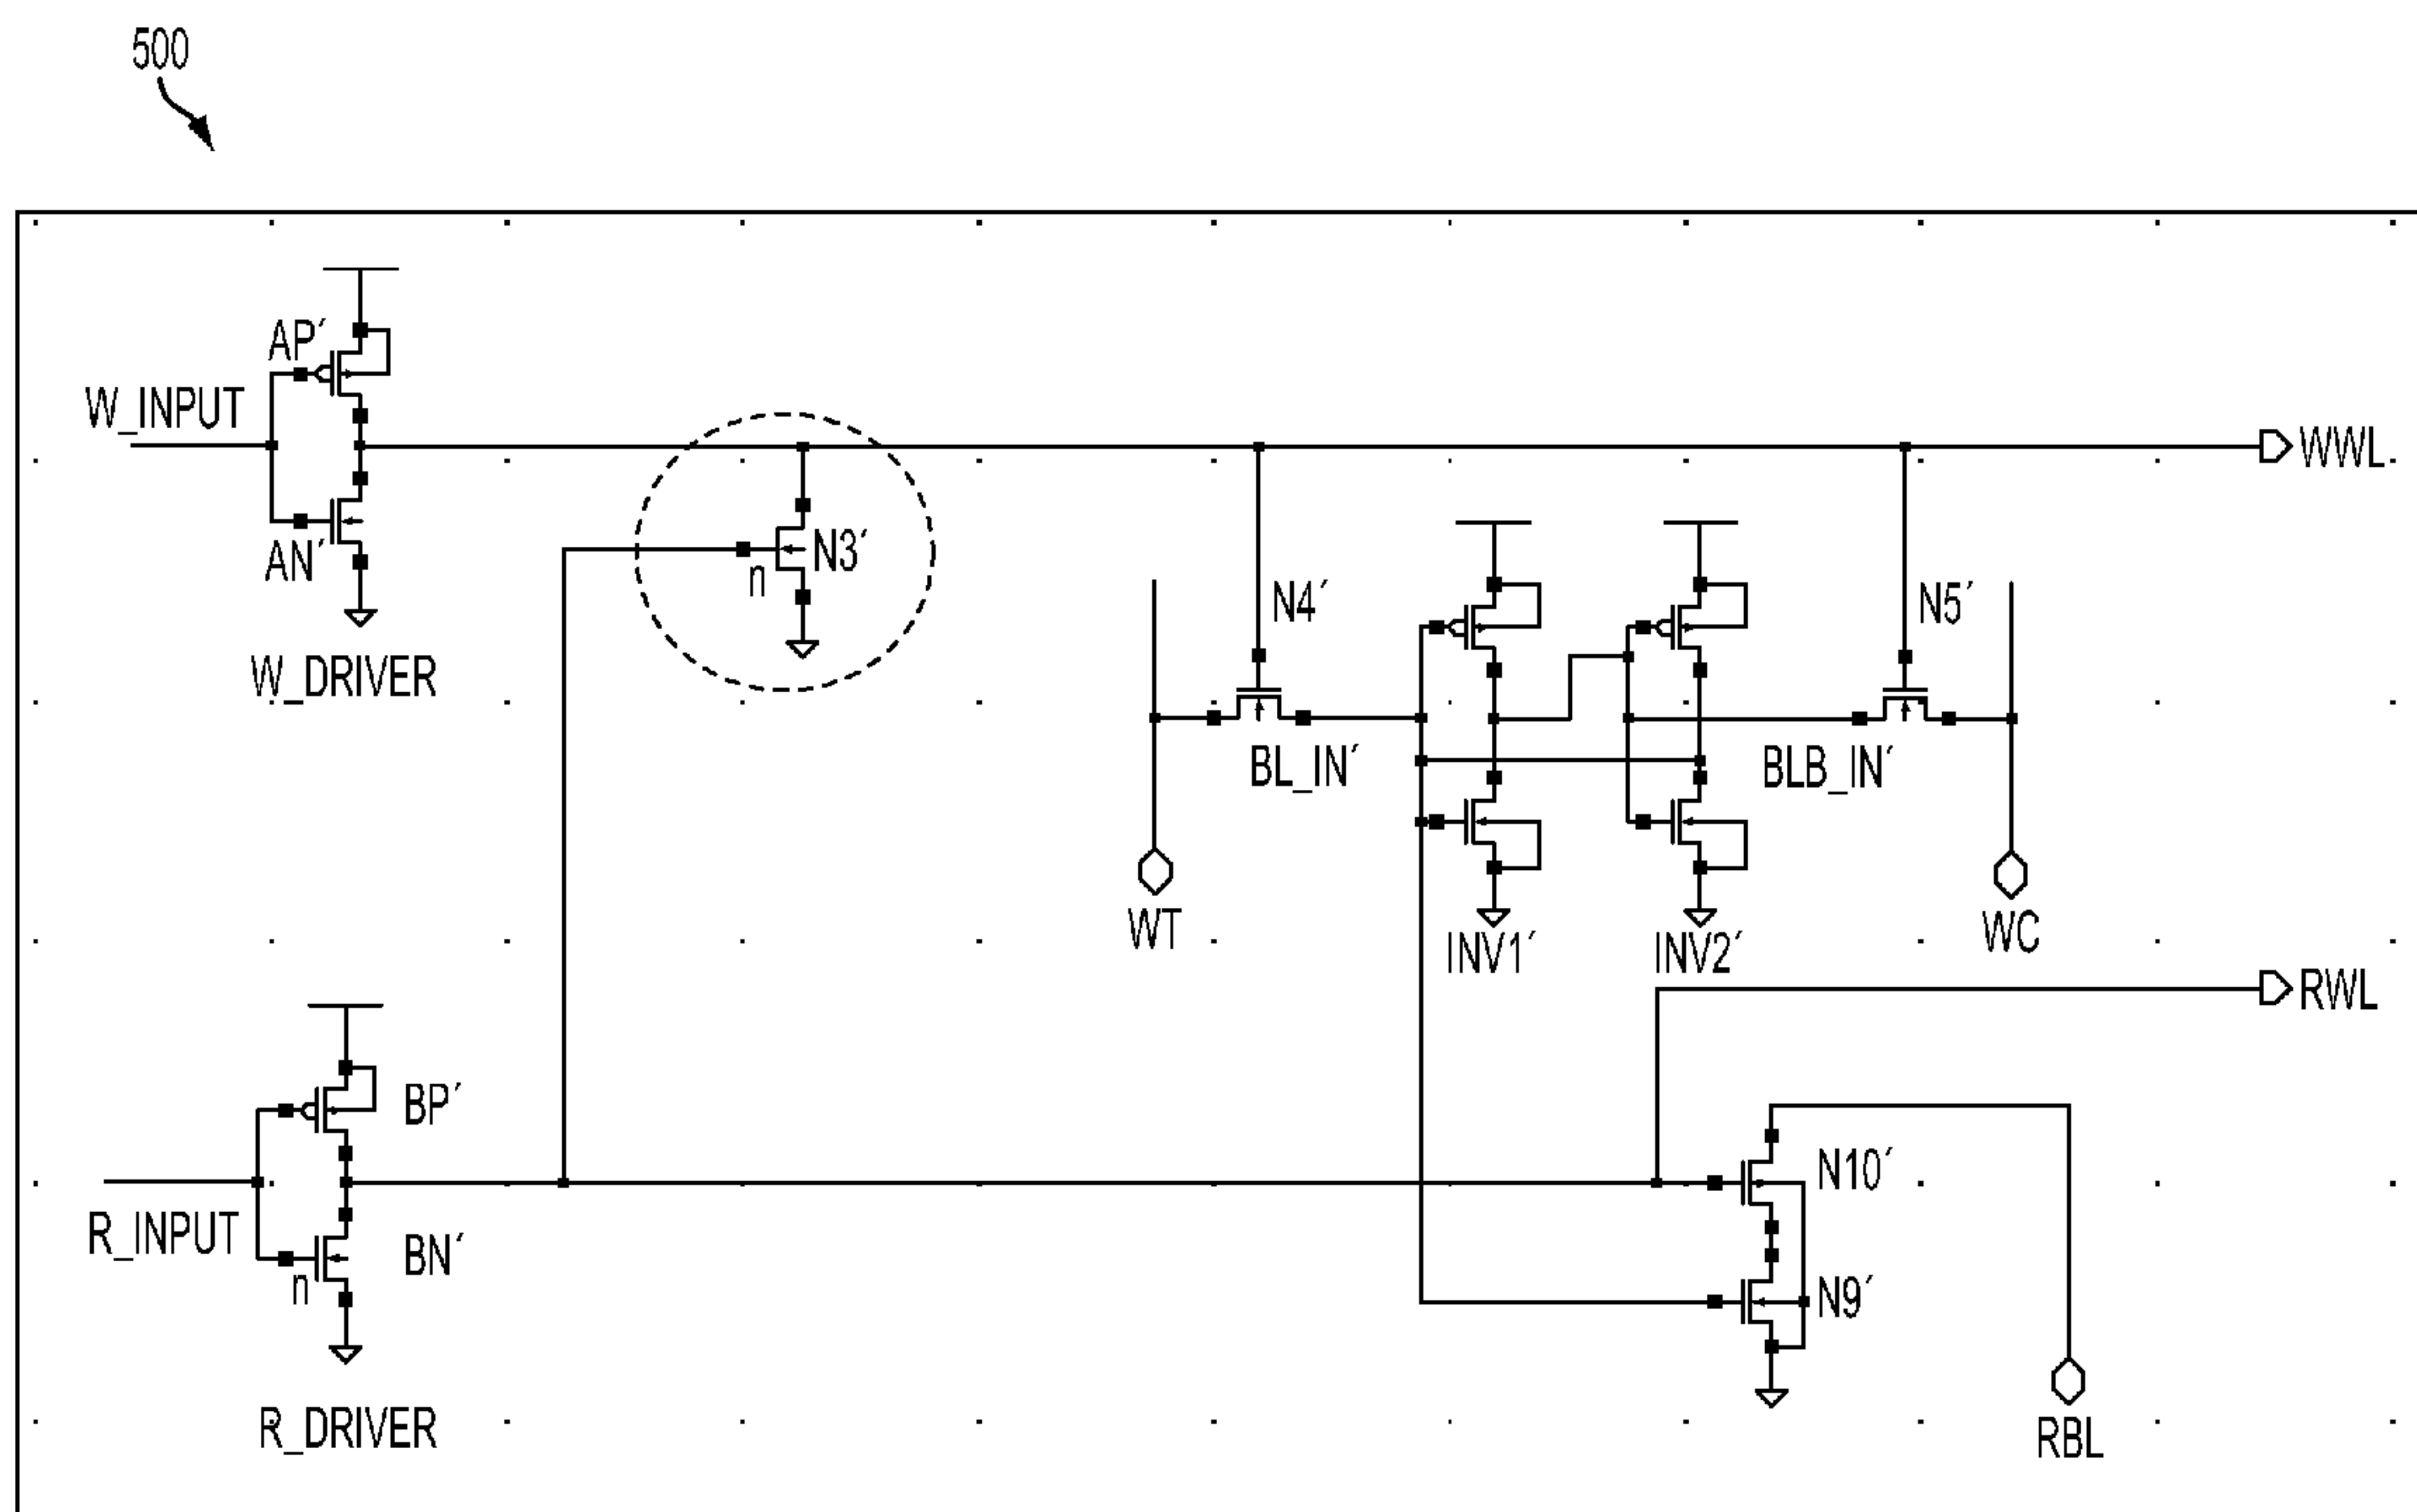 500
AP′
W_INPUT
WWL
AN′
N3′
n
N4′
N5′
W_DRIVER
BL_IN′
BLB_IN′
WT
WC
INV1′
INV2′
RWL
BP′
N10′
R_INPUT
BN′
n
N9′
R_DRIVER
RBL